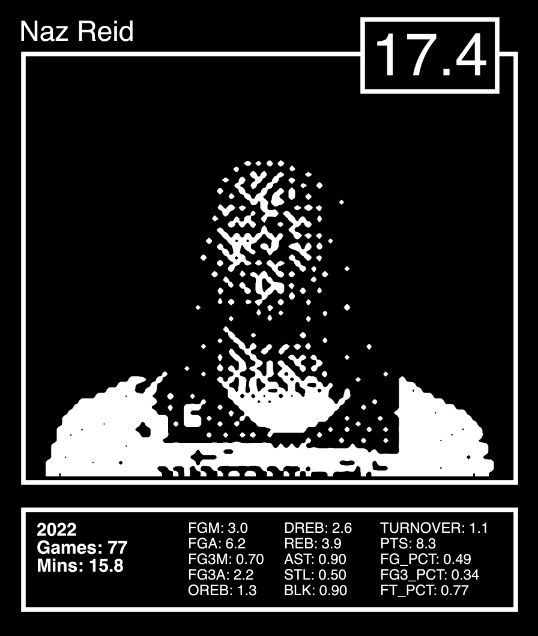 Naz Reid
17.4
2022
Games: 77
Mins: 15.8
FGM: 3.0
FGA: 6.2
FG3M: 0.70
FG3A: 2.2
OREB: 1.3
DREB: 2.6
REB: 3.9
AST: 0.90
STL: 0.50
BLK: 0.90
TURNOVER: 1.1
PTS: 8.3
FG_PCT: 0.49
FG3_PCT: 0.34
FT_PCT: 0.77